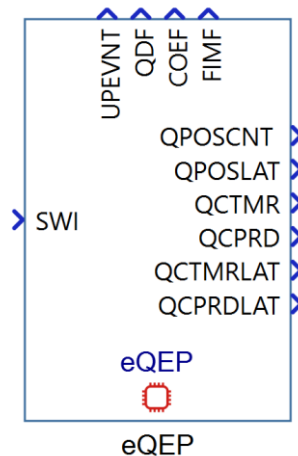 UPEVNT
QDF
COEF
FIMF
QPOSCNT
QPOSLAT
QCTMR
SWI
QCPRD
QCTMRLAT
QCPRDLAT
eQEP
eQEP